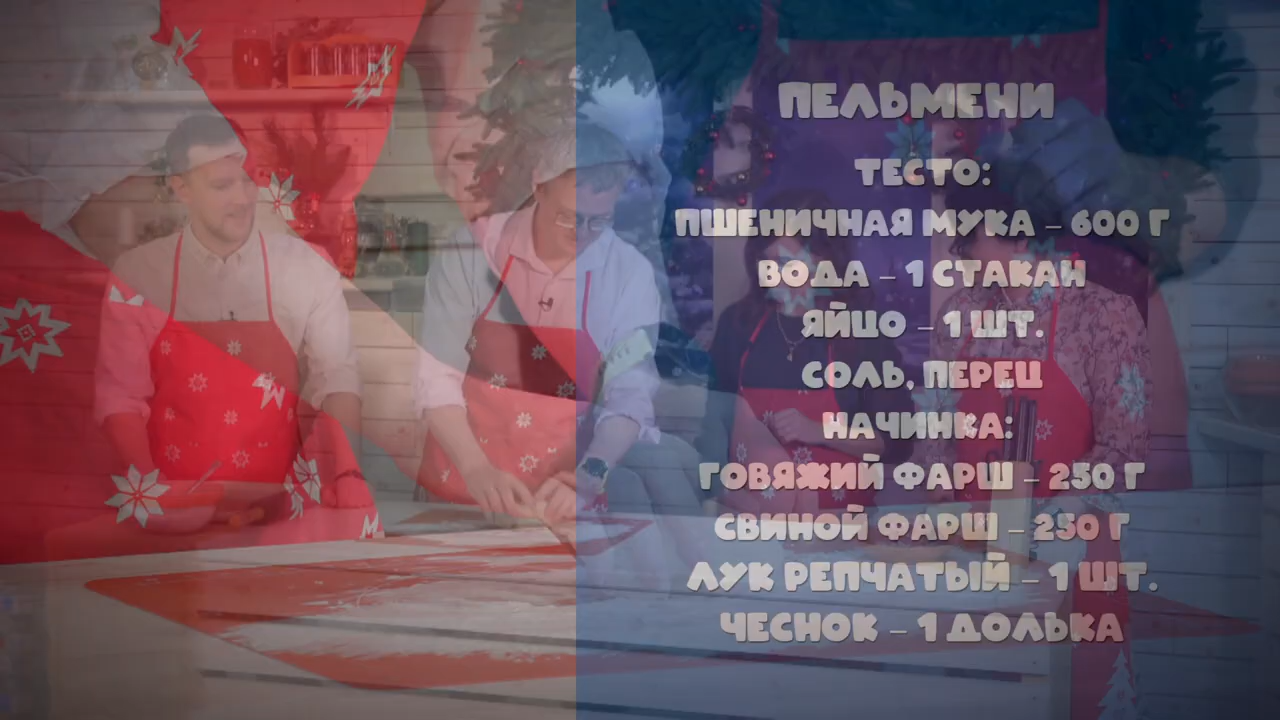 ПЕЛЬМЕНИ
ТЕСТО:
ПШЕНИЧНАЯ МУКА – 600 Г
ВОДА – 1 СТАКАН
ЯЙЦО – 1 ШТ.
СОЛЬ, ПЕРЕЦ
НАЧИНКА:
ГОВЯЖИЙ ФАРШ – 250 Г
СВИНОЙ ФАРШ – 250 Г
ЛУК РЕПЧАТЫЙ – 1 ШТ.
ЧЕСНОК – 1 ДОЛЬКА